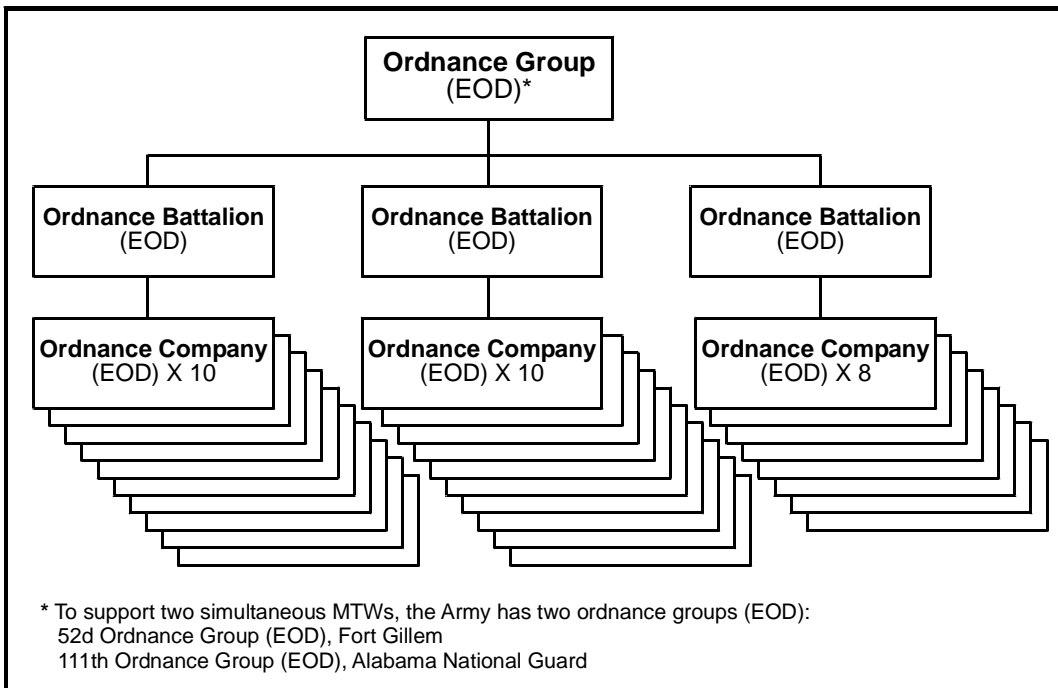 Ordnance Group
(EOD)*
Ordnance Battalion
(EOD)
Ordnance Battalion
(EOD)
Ordnance Battalion
(EOD)
Ordnance Company
(EOD) X 10
Ordnance Company
(EOD) X 10
Ordnance Company
(EOD) X 8
* To support two simultaneous MTWs, the Army has two ordnance groups (EOD):
52d Ordnance Group (EOD), Fort Gillem
111th Ordnance Group (EOD), Alabama National Guard